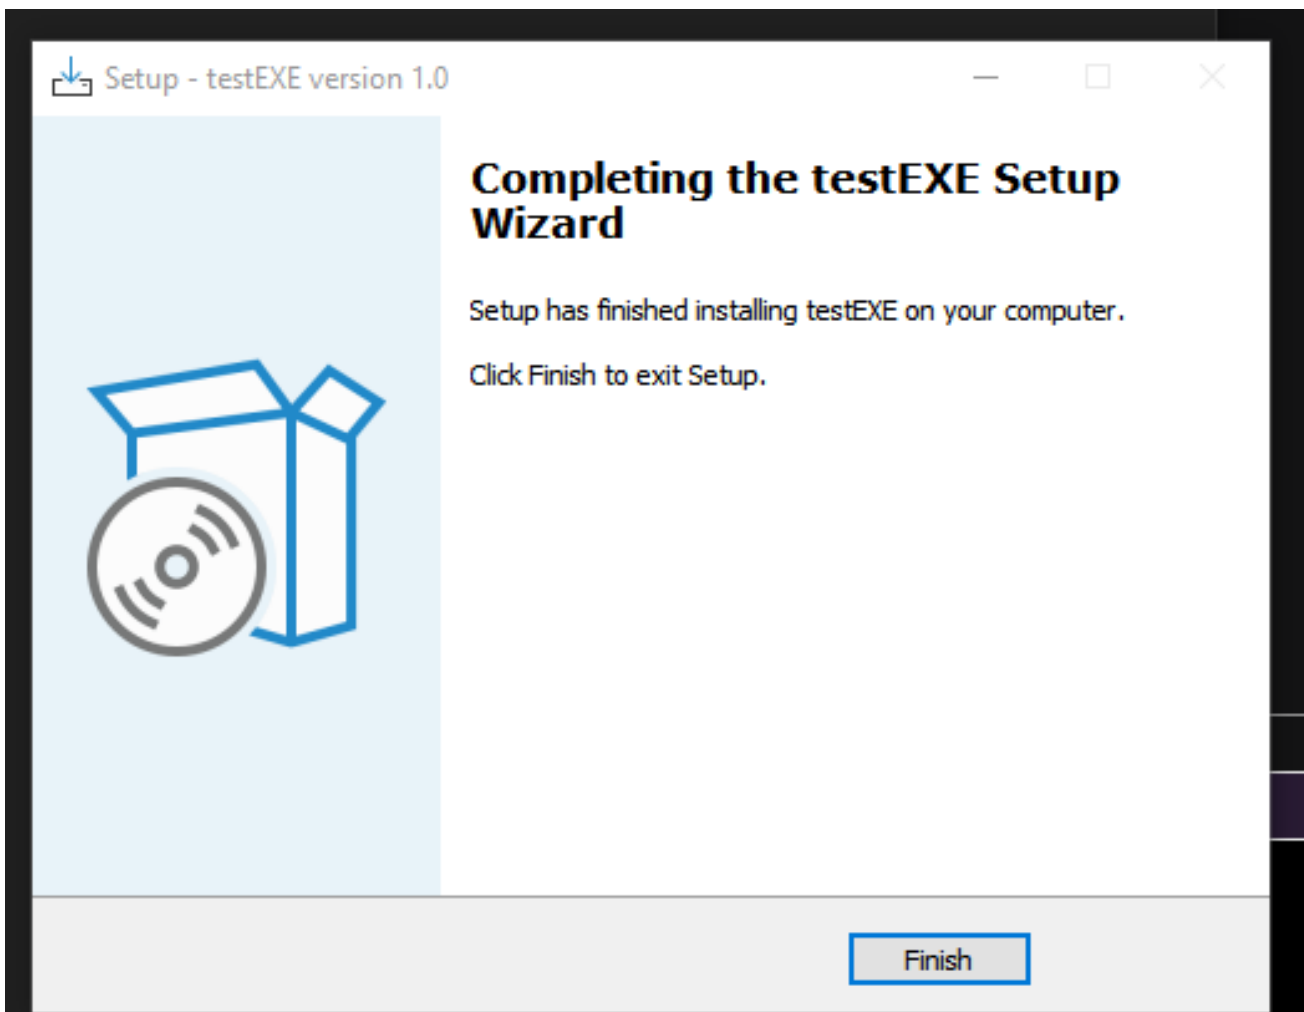 Setup - testEXE version 1.0
Completing the testEXE Setup
Wizard
Setup has finished installing testEXE on your computer.
Click Finish to exit Setup.
Finish